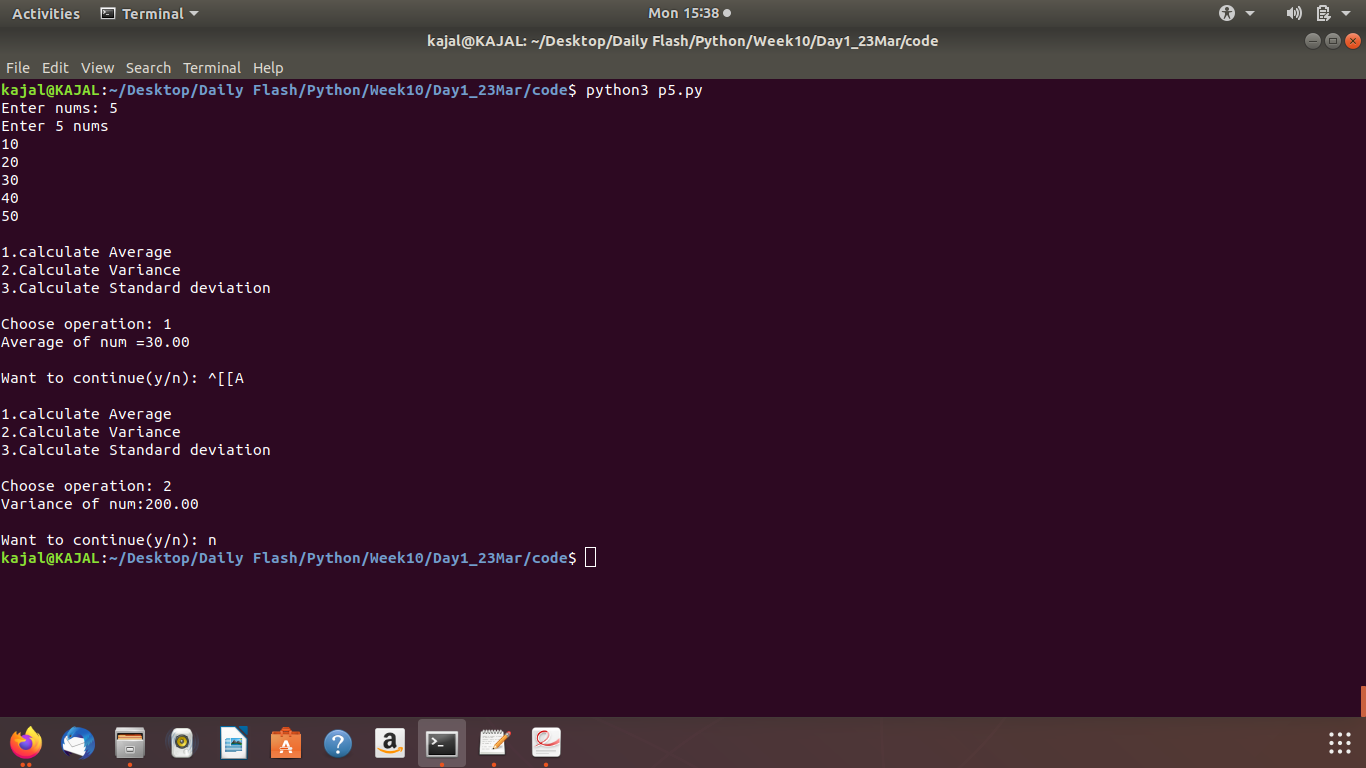 Activities Terminal Mon 15:38
kajal@KAJAL: ~/Desktop/Daily Flash/Python/Week10/Day1_23Mar/code
File Edit View Search Terminal Help
kajal@KAJAL:~/Desktop/Daily Flash/Python/Week10/Day1_23Mar/code$ python3 p5.py
Enter nums: 5
Enter 5 nums
10
20
30
40
50
1.calculate Average
2.Calculate Variance
3.Calculate Standard deviation
Choose operation: 1
Average of num =30.00
Want to continue(y/n): ^[[A
1.calculate Average
2.Calculate Variance
3.Calculate Standard deviation
Choose operation: 2
Variance of num:200.00
Want to continue(y/n): n
kajal@KAJAL:~/Desktop/Daily Flash/Python/Week10/Day1_23Mar/code$